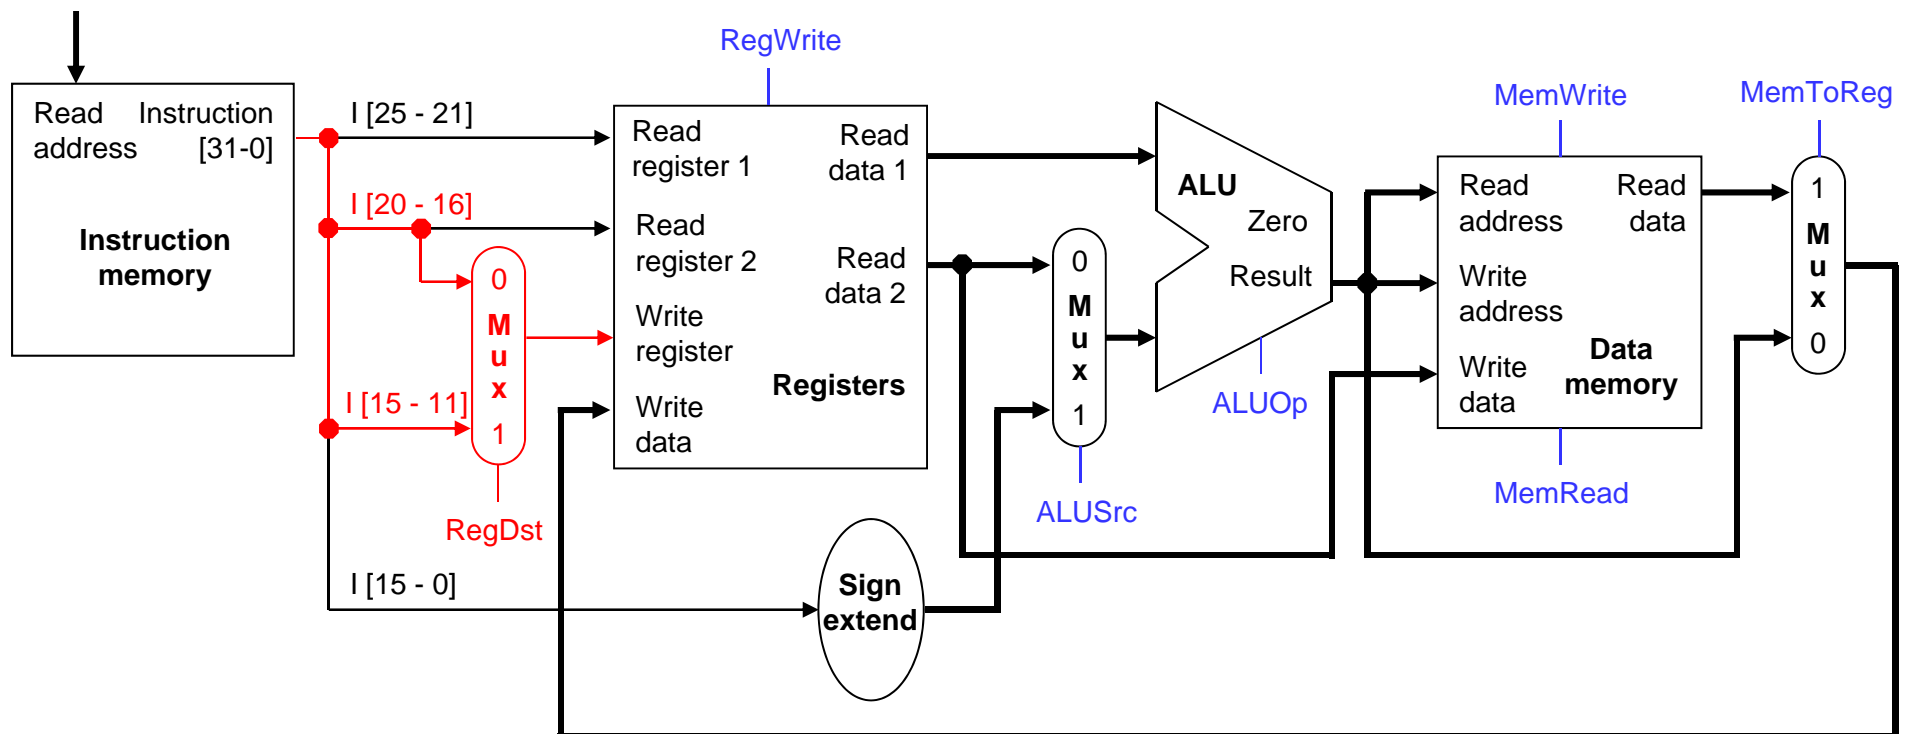 Read address
Instruction [31-0]
Instruction
memory
I [25 - 21]
I [20 - 16]
I [15 - 11]
I [15 - 0]
0
M
u
x
1
RegDst
RegWrite
Read
register 1
Read
register 2
Write
register
Write
data
Read
data 1
Read
data 2
Registers
Sign
extend
0
M
u
x
1
ALUSrc
ALU
Zero
Result
ALUOp
MemWrite
Read
address
Write
address
Write
data
Read
data
Data
memory
MemRead
MemToReg
1
M
u
x
0